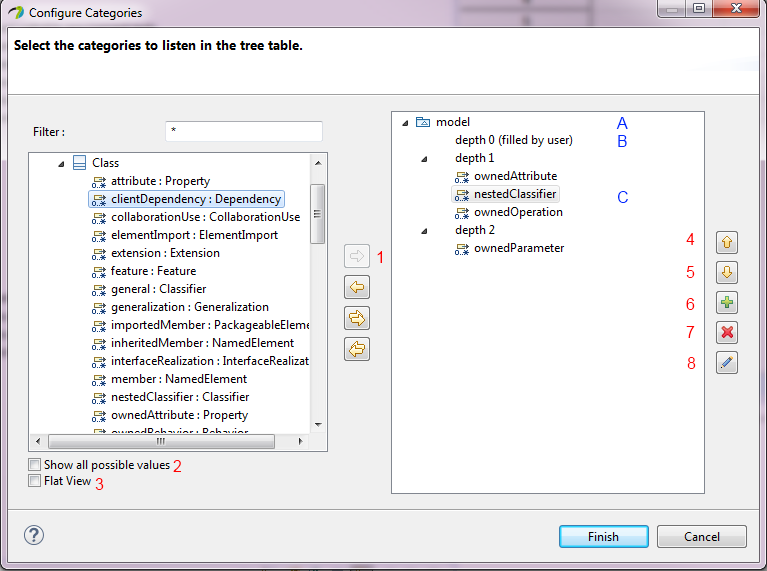 Configure Categories
Select the categories to listen in the tree table.
Filter :
*
Class
attribute : Property
clientDependency : Dependency
collaborationUse : CollaborationUse
elementImport : ElementImport
extension : Extension
feature : Feature
general : Classifier
generalization : Generalization
importedMember : PackageableEleme
inheritedMember : NamedElement
interfaceRealization : InterfaceRealizat
member : NamedElement
nestedClassifier : Classifier
ownedAttribute : Property
ownedBehavior : Behavior
Show all possible values 2
Flat View 3
1
model A
depth 0 (filled by user) B
depth 1
ownedAttribute
nestedClassifier C
ownedOperation
depth 2
ownedParameter
4
5
6
7
8
?
Finish
Cancel